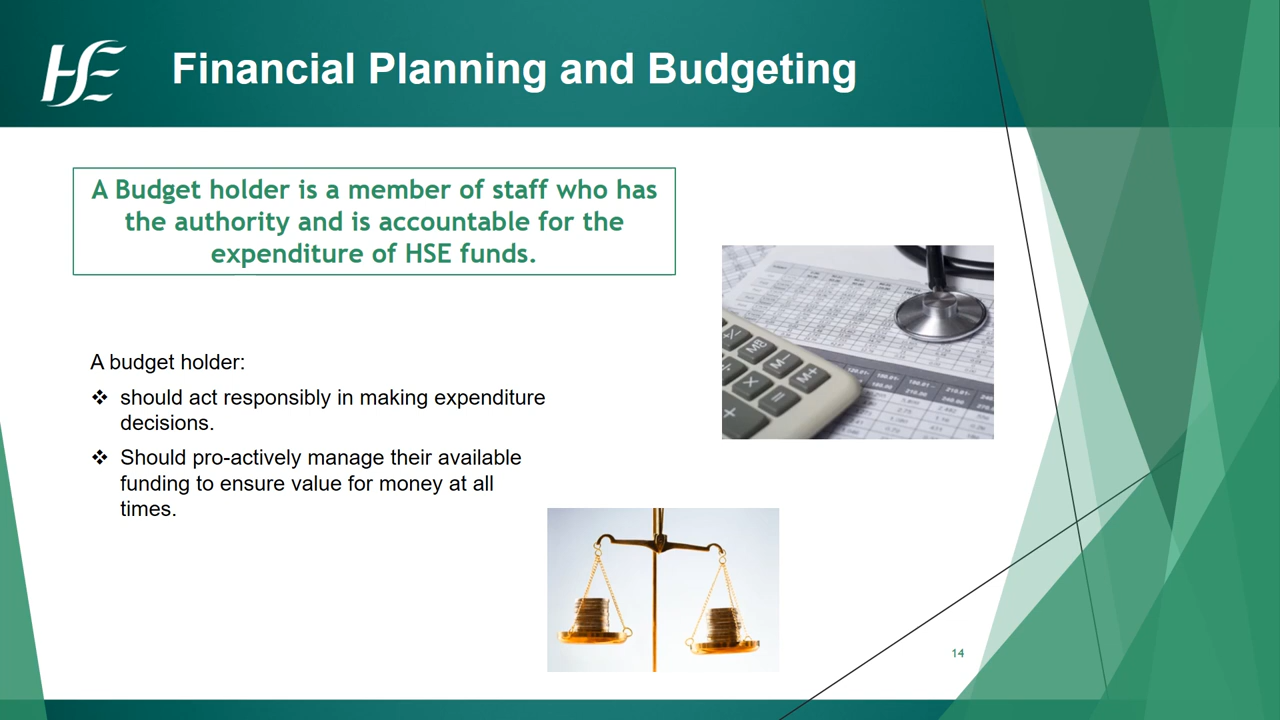 HSE
Financial Planning and Budgeting
A Budget holder is a member of staff who has
the authority and is accountable for the
expenditure of HSE funds.
A budget holder:
❖ should act responsibly in making expenditure
decisions.
❖ Should pro-actively manage their available
funding to ensure value for money at all
times.
MR
M−
M+
×
=
+
14